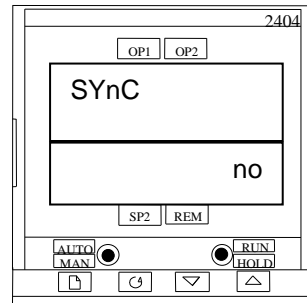 2404
OP1 OP2
SYnC
no
SP2 REM
AUTO RUN
MAN HOLD